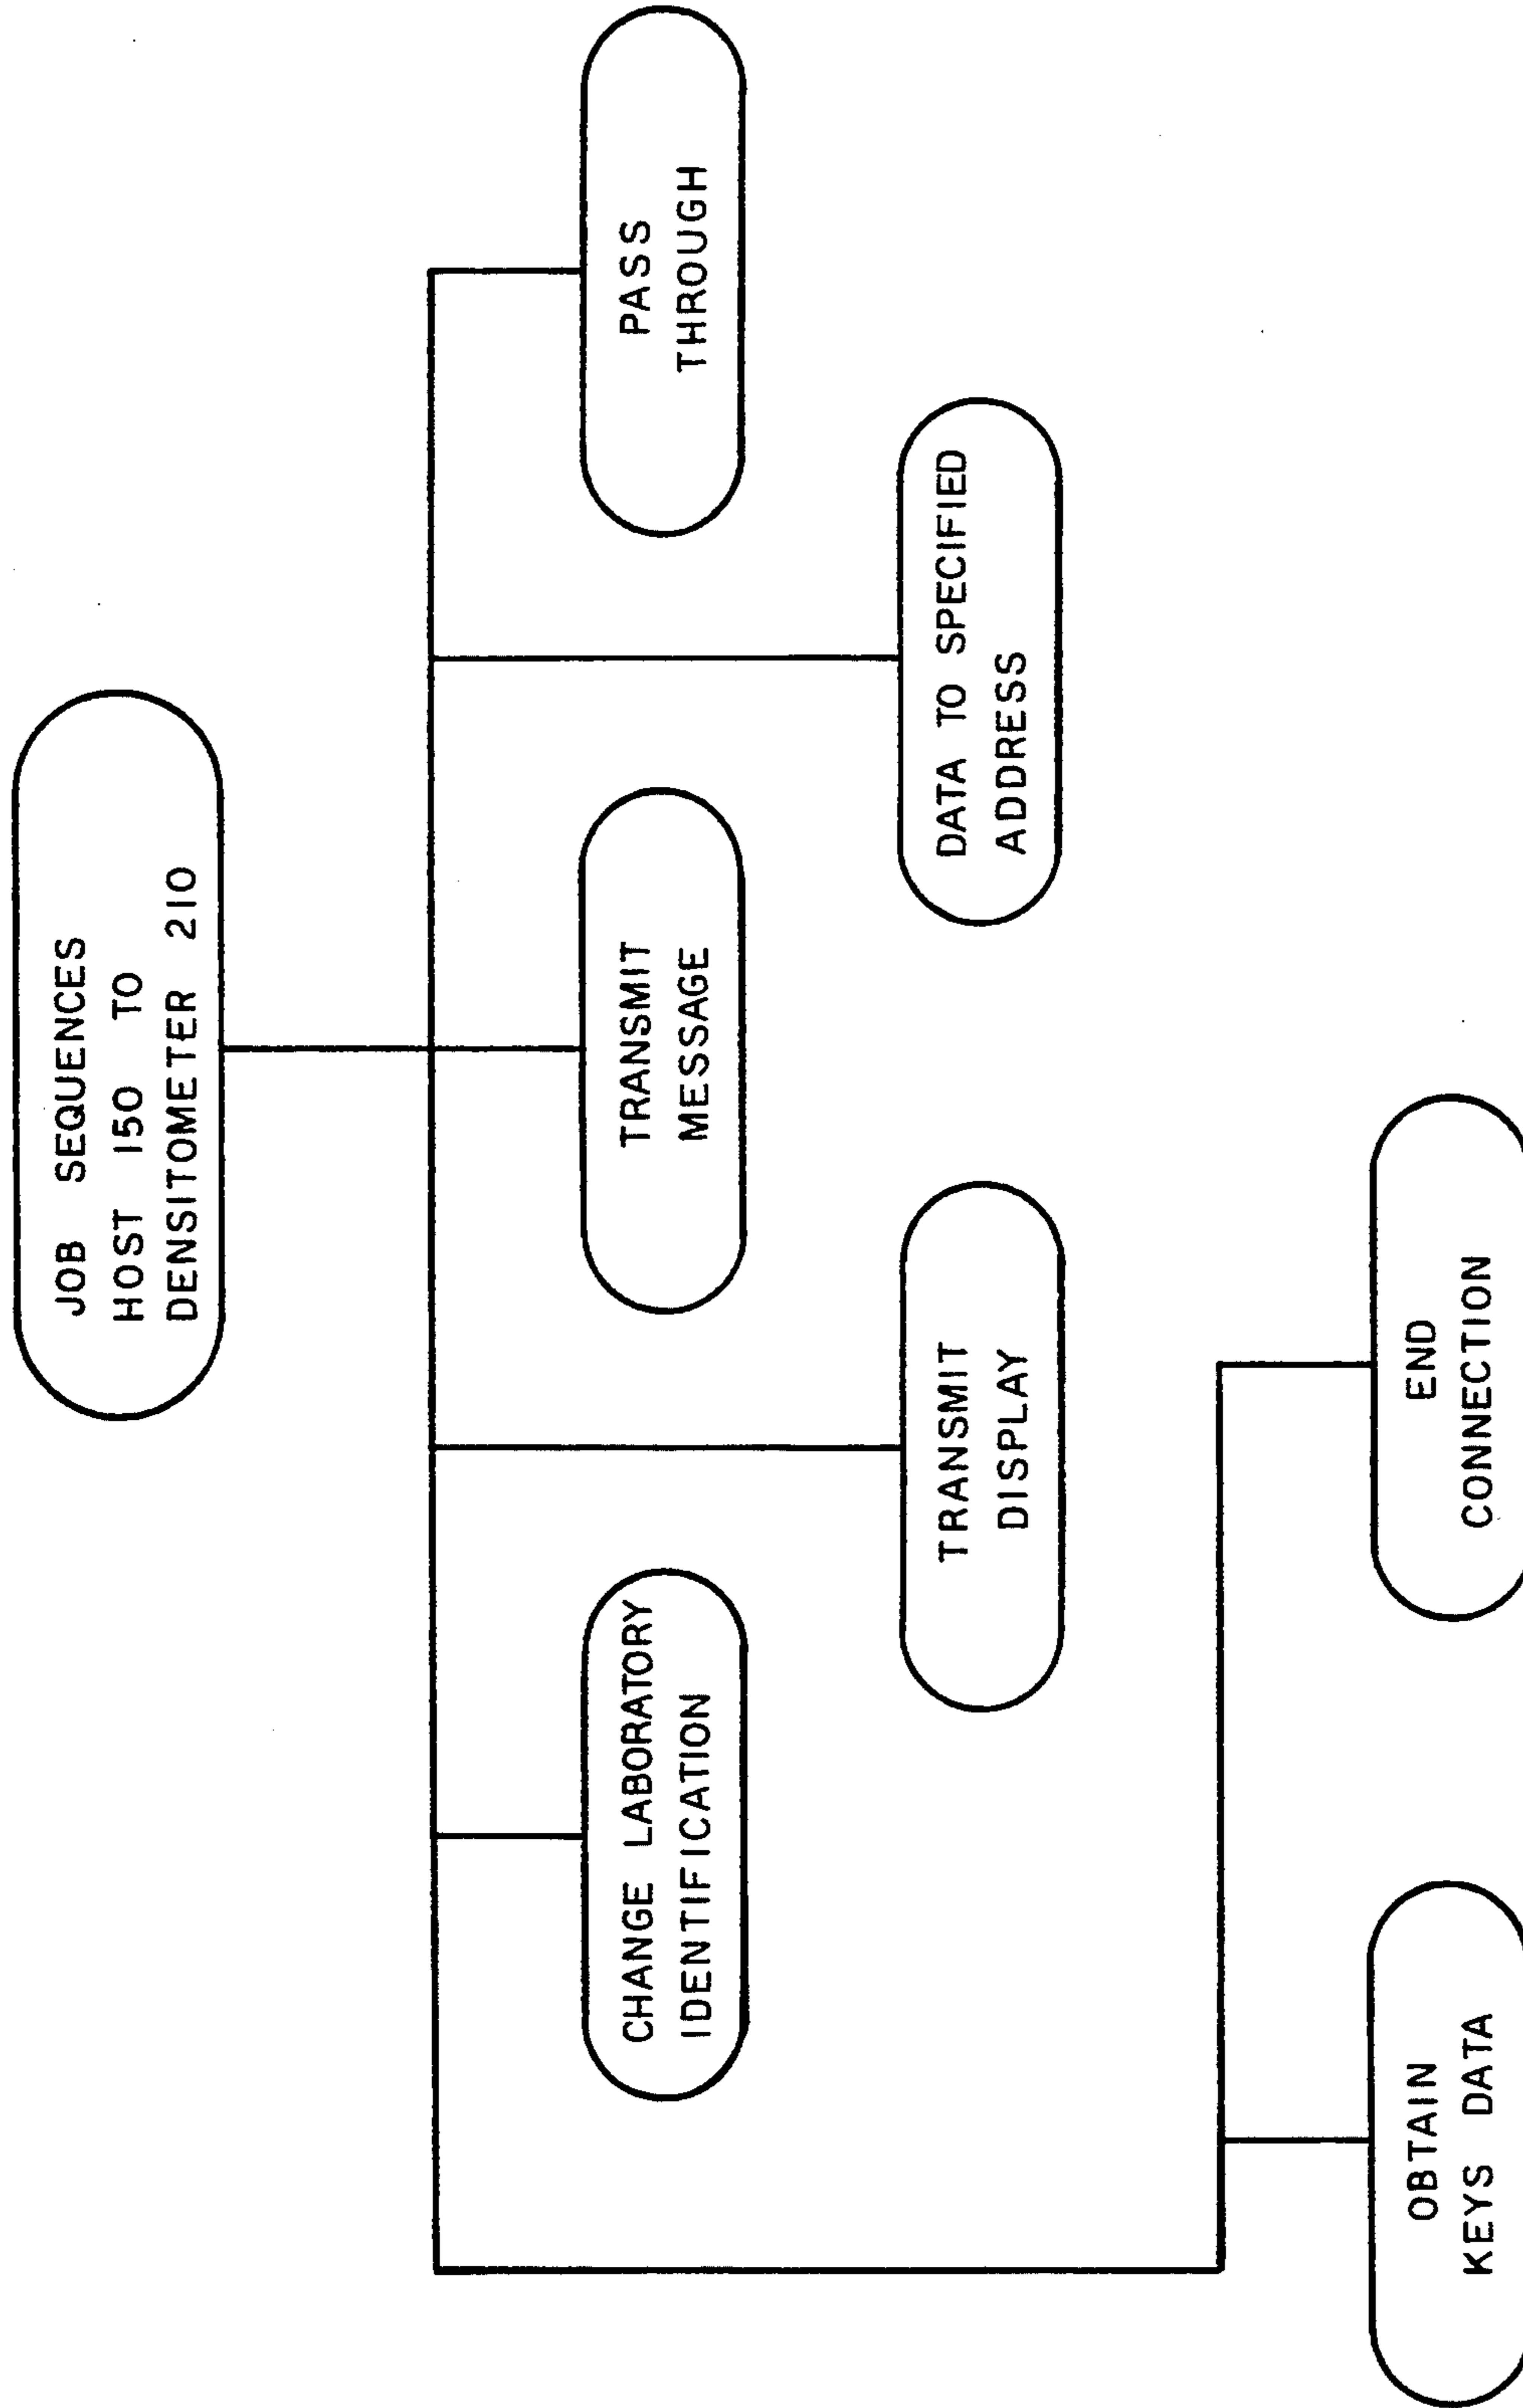 JOB SEQUENCES
HOST 150 TO
DENSITOMETER 210
CHANGE LABORATORY
IDENTIFICATION
TRANSMIT
MESSAGE
PASS
THROUGH
TRANSMIT
DISPLAY
DATA TO SPECIFIED
ADDRESS
OBTAIN
KEYS DATA
END
CONNECTION